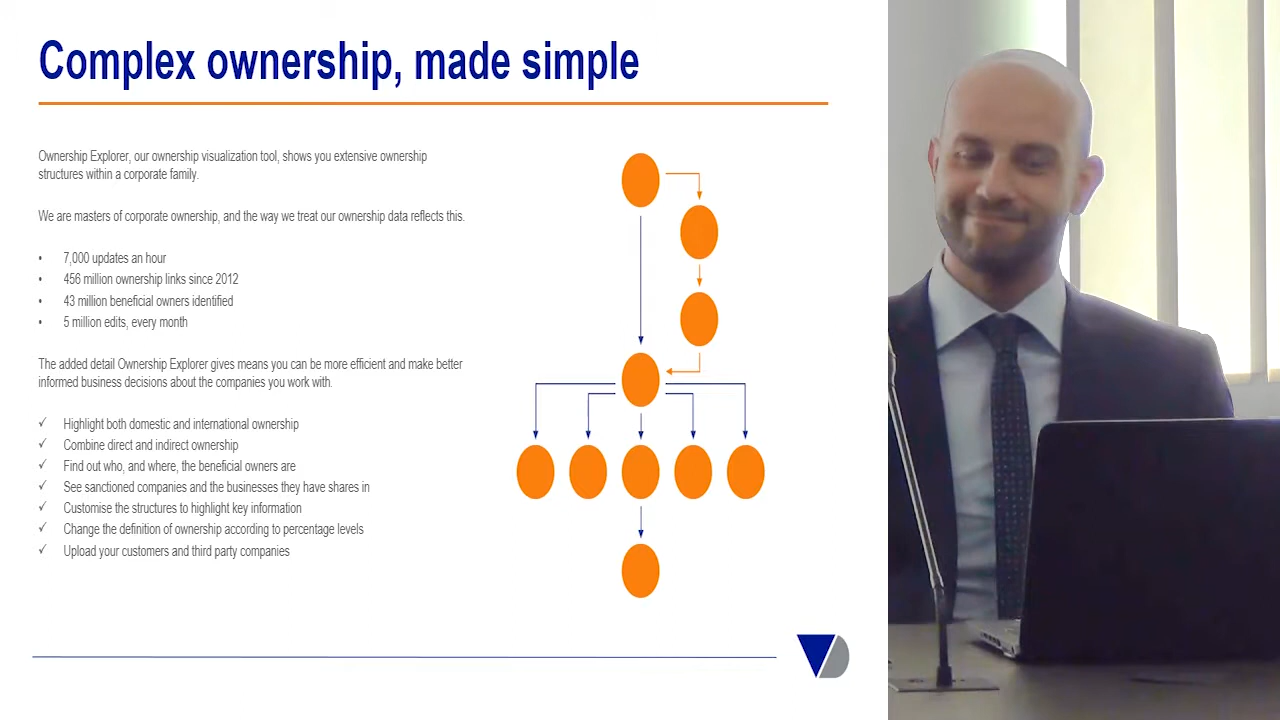 Complex ownership, made simple
Ownership Explorer, our ownership visualization tool, shows you extensive ownership
structures within a corporate family.
We are masters of corporate ownership, and the way we treat our ownership data reflects this.
• 7,000 updates an hour
• 456 million ownership links since 2012
• 43 million beneficial owners identified
• 5 million edits, every month
The added detail Ownership Explorer gives means you can be more efficient and make better
informed business decisions about the companies you work with.
✓ Highlight both domestic and international ownership
✓ Combine direct and indirect ownership
✓ Find out who, and where, the beneficial owners are
✓ See sanctioned companies and the businesses they have shares in
✓ Customise the structures to highlight key information
✓ Change the definition of ownership according to percentage levels
✓ Upload your customers and third party companies